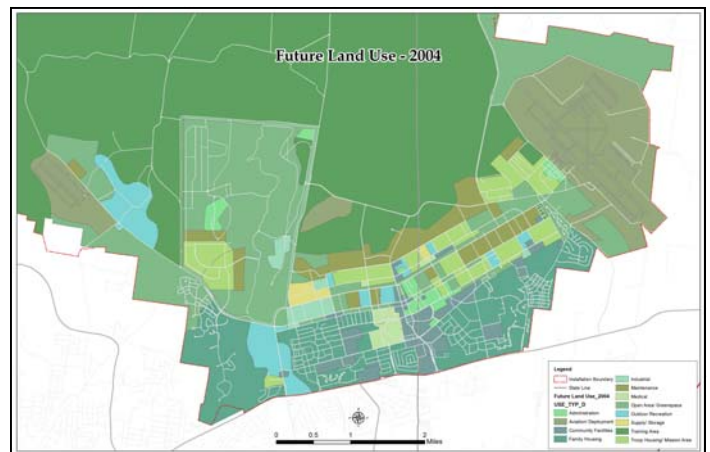 Future Land Use - 2004
0 0.5 1 2
Miles
Legend
Installation Boundary
State Line
Future Land Use_2004
USE_TYP_D
Administration
Aviation Deployment
Community Facilities
Family Housing
Industrial
Maintenance
Medical
Open Area/ Greenspace
Outdoor Recreation
Supply/ Storage
Training Area
Troop Housing/ Mission Area